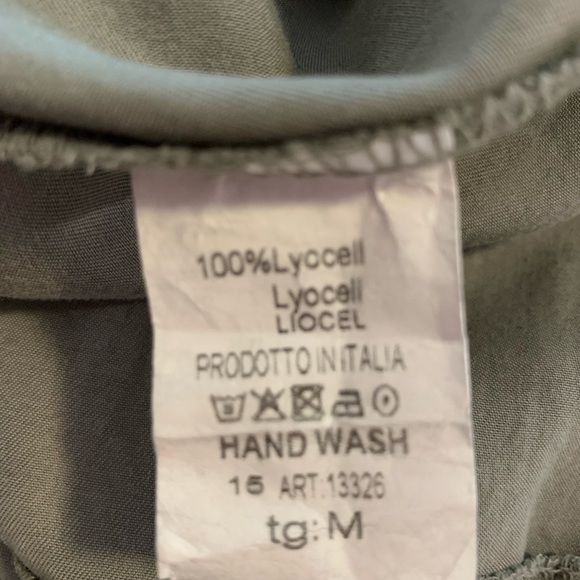 100%Lyocell
Lyocell
LIOCEL
PRODOTTO IN ITALIA
HAND WASH
15 ART:13326
tg: M